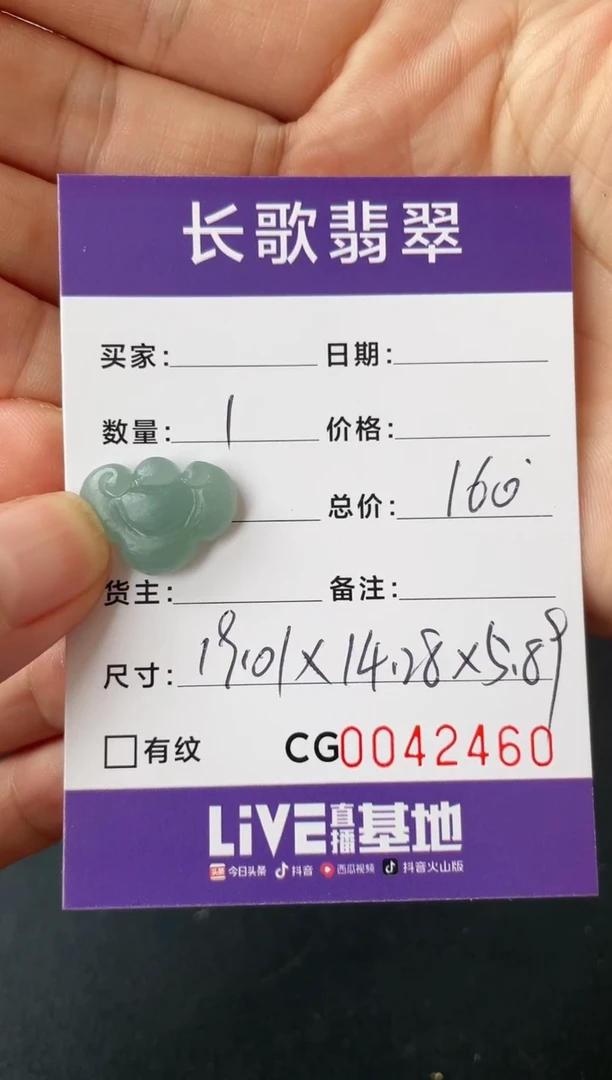 长歌翡翠
买家: 日期:
数量: 1 价格:
总价: 160
货主: 备注:
尺寸: 19.01×14.28×5.89
有纹 CG0042460
LiVE直播基地
头条 今日头条 抖音 西瓜视频 抖音火山版